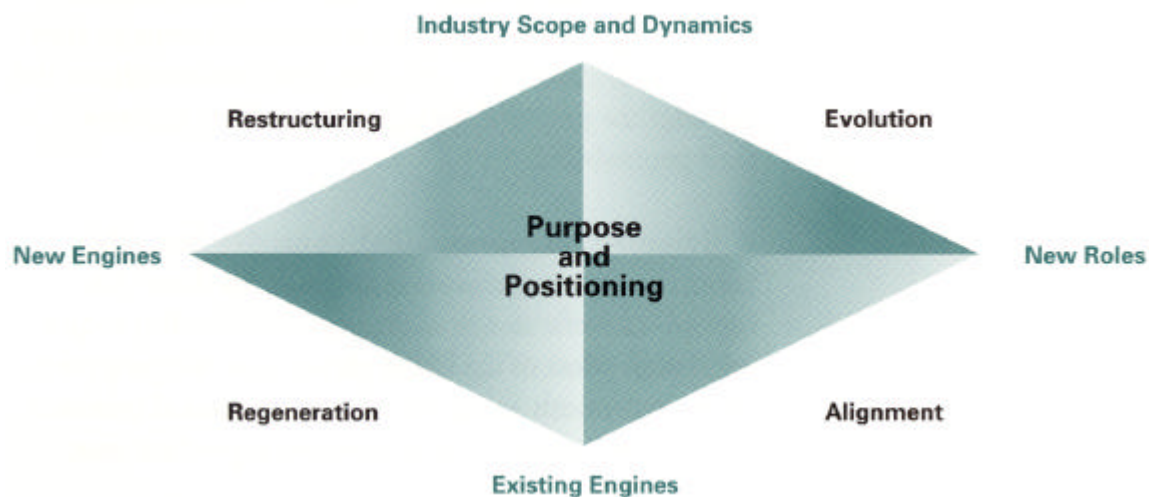 Industry Scope and Dynamics
Restructuring
Evolution
Purpose
and
Positioning
New Engines
New Roles
Regeneration
Alignment
Existing Engines